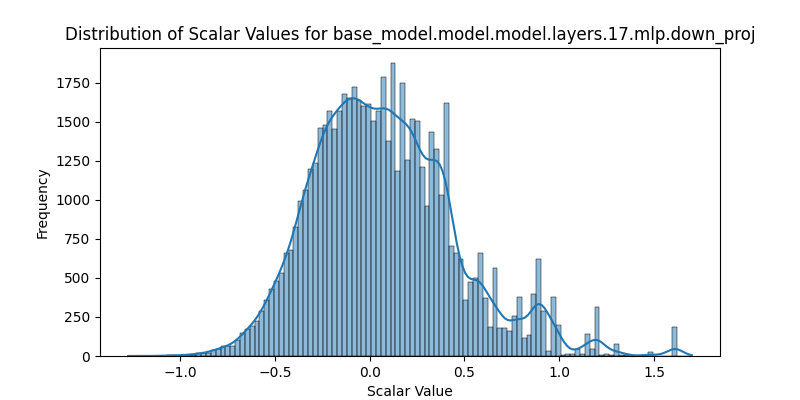 Distribution of Scalar Values for base_model.model.model.layers.17.mlp.down_proj
1750
1500
1250
1000
750
500
250
0
Frequency
−1.0 −0.5 0.0 0.5 1.0 1.5
Scalar Value